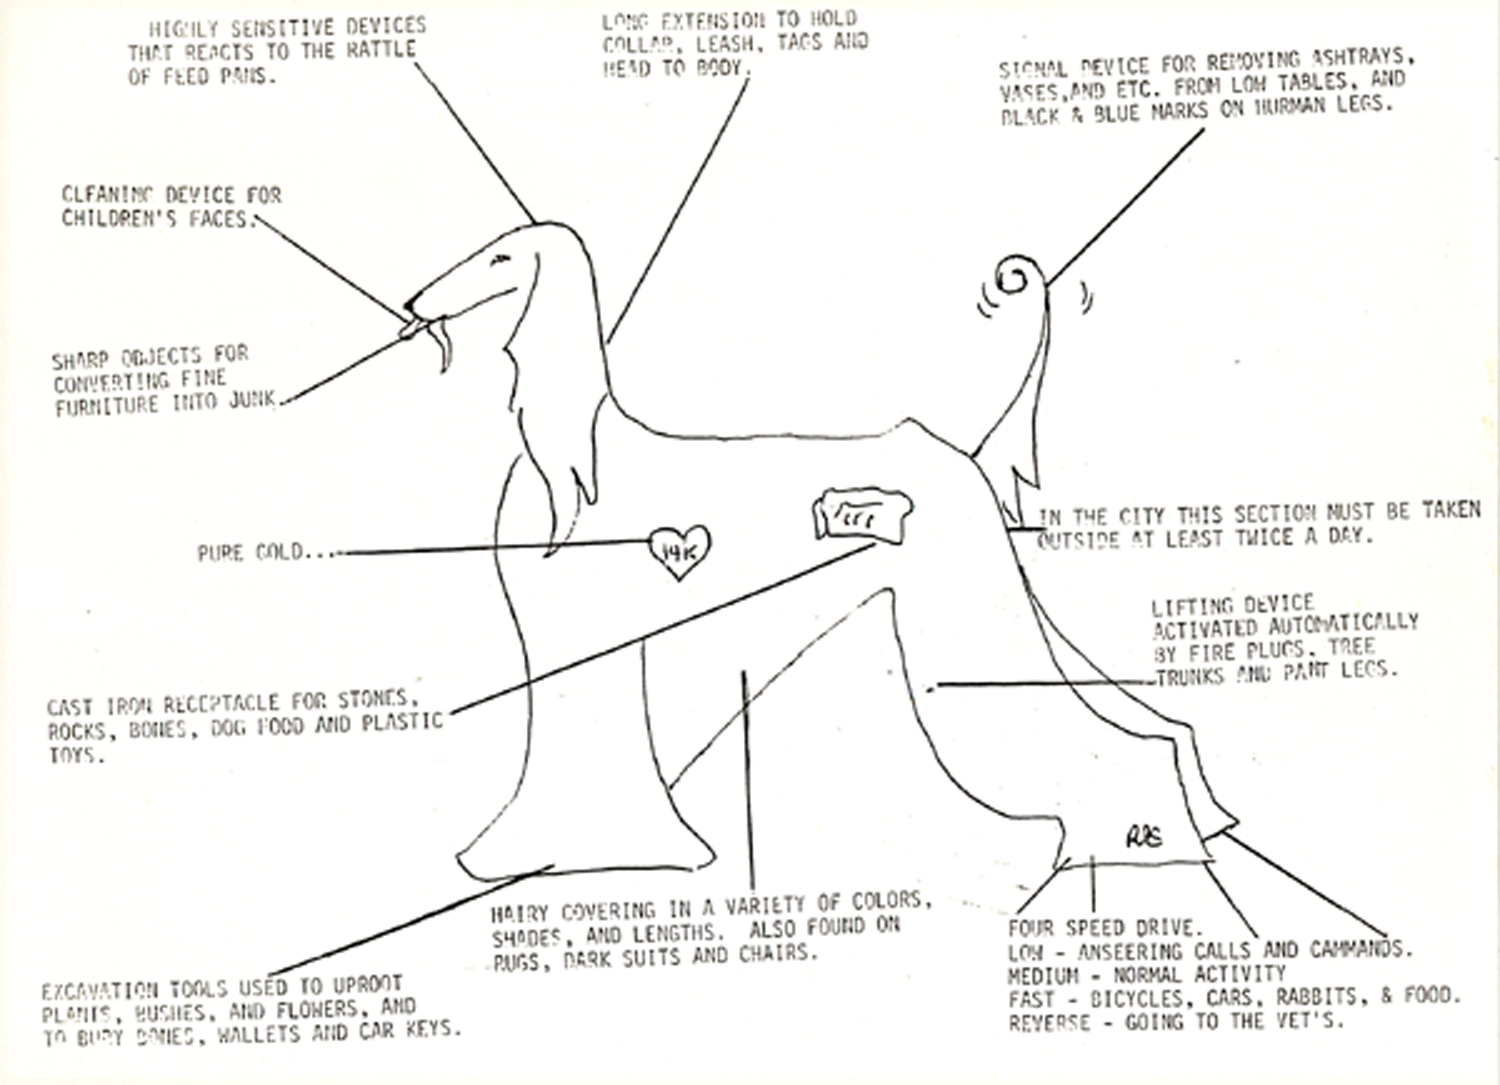 HIGHLY SENSITIVE DEVICES
THAT REACTS TO THE RATTLE
OF FEED PANS.
LONG EXTENSION TO HOLD
COLLAR, LEASH, TAGS AND
HEAD TO BODY.
SIGNAL DEVICE FOR REMOVING ASHTRAYS,
VASES,AND ETC. FROM LOW TABLES, AND
BLACK & BLUE MARKS ON HURMAN LEGS.
CLEANING DEVICE FOR
CHILDREN'S FACES.
SHARP OBJECTS FOR
CONVERTING FINE
FURNITURE INTO JUNK.
IN THE CITY THIS SECTION MUST BE TAKEN
OUTSIDE AT LEAST TWICE A DAY.
PURE GOLD...
14K
LIFTING DEVICE
ACTIVATED AUTOMATICALLY
BY FIRE PLUGS, TREE
TRUNKS AND PANT LEGS.
CAST IRON RECEPTACLE FOR STONES,
ROCKS, BONES, DOG FOOD AND PLASTIC
TOYS.
HAIRY COVERING IN A VARIETY OF COLORS,
SHADES, AND LENGTHS. ALSO FOUND ON
RUGS, DARK SUITS AND CHAIRS.
FOUR SPEED DRIVE.
LOW - ANSEERING CALLS AND CAMMANDS.
MEDIUM - NORMAL ACTIVITY
FAST - BICYCLES, CARS, RABBITS, & FOOD.
REVERSE - GOING TO THE VET'S.
EXCAVATION TOOLS USED TO UPROOT
PLANTS, BUSHES, AND FLOWERS, AND
TO BURY BONES, WALLETS AND CAR KEYS.